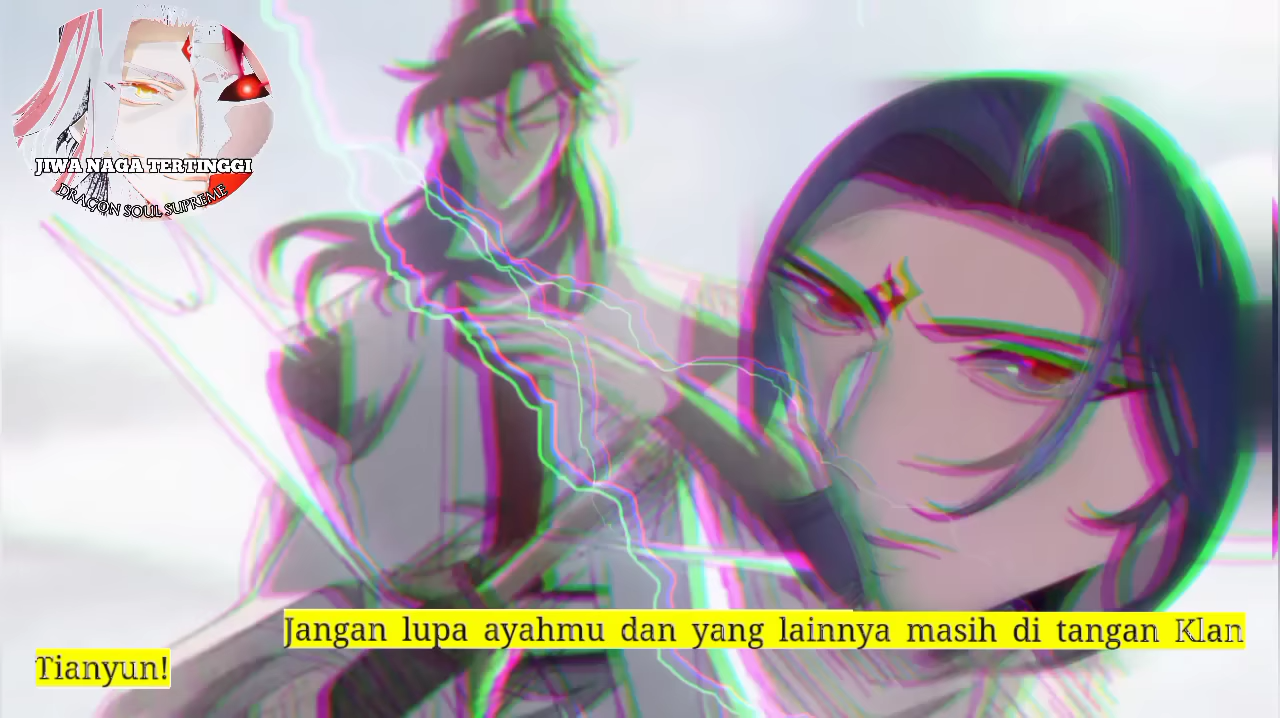 JIWA NAGA TERTINGGI
DRAGON SOUL SUPREME
Jangan lupa ayahmu dan yang lainnya masih di tangan Klan
Tianyun!